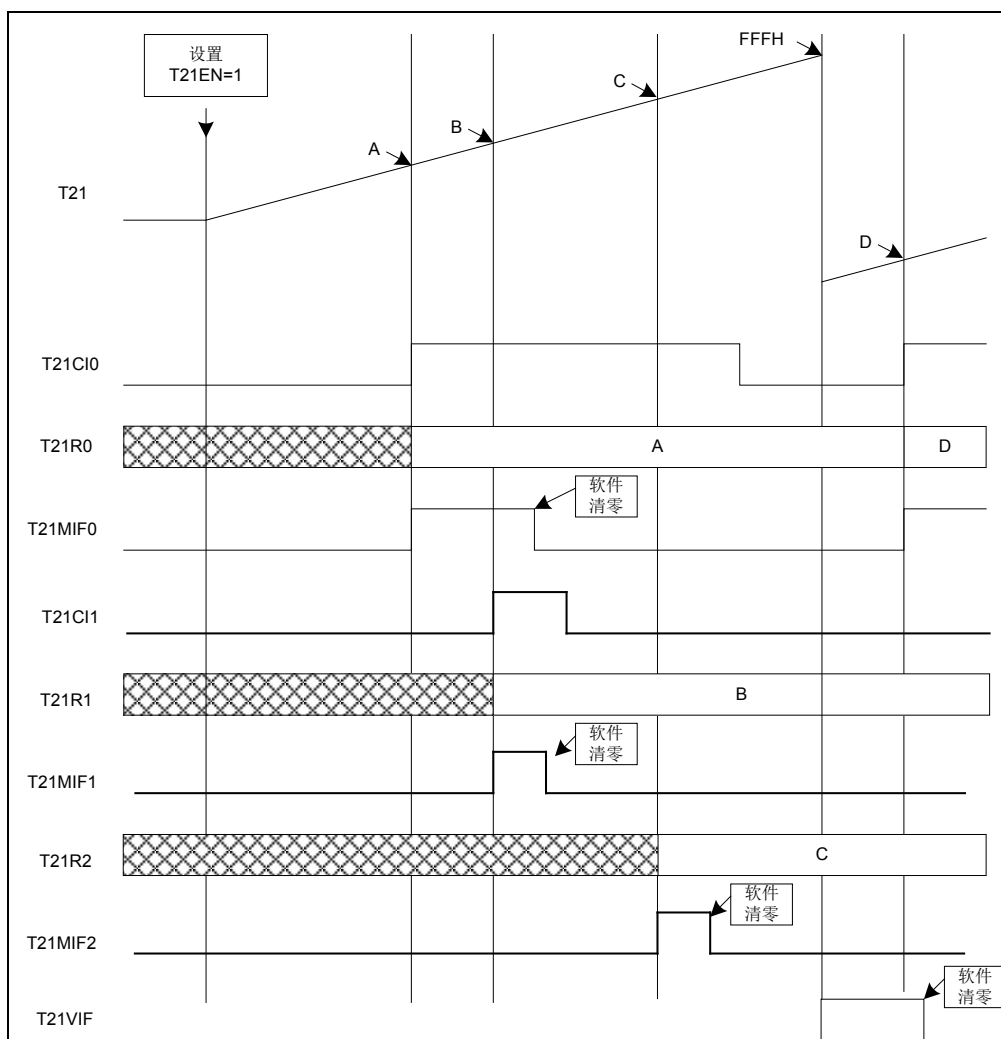 设置
T21EN=1
FFFH
C
B
A
T21
D
T21CI0
T21R0
A
D
软件
清零
T21MIF0
T21CI1
T21R1
B
软件
清零
T21MIF1
T21R2
C
软件
清零
T21MIF2
软件
清零
T21VIF